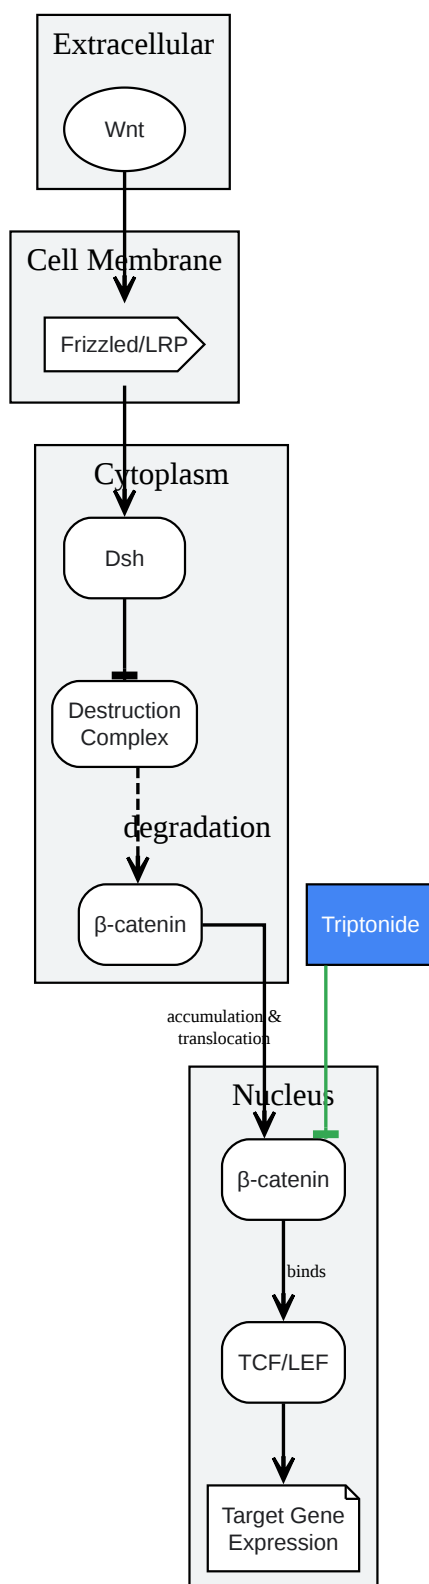 Extracellular
Wnt
Cell Membrane
Frizzled/LRP
Cytoplasm
Dsh
Destruction
Complex
degradation
β-catenin
Triptonide
accumulation &
translocation
Nucleus
β-catenin
binds
TCF/LEF
Target Gene
Expression